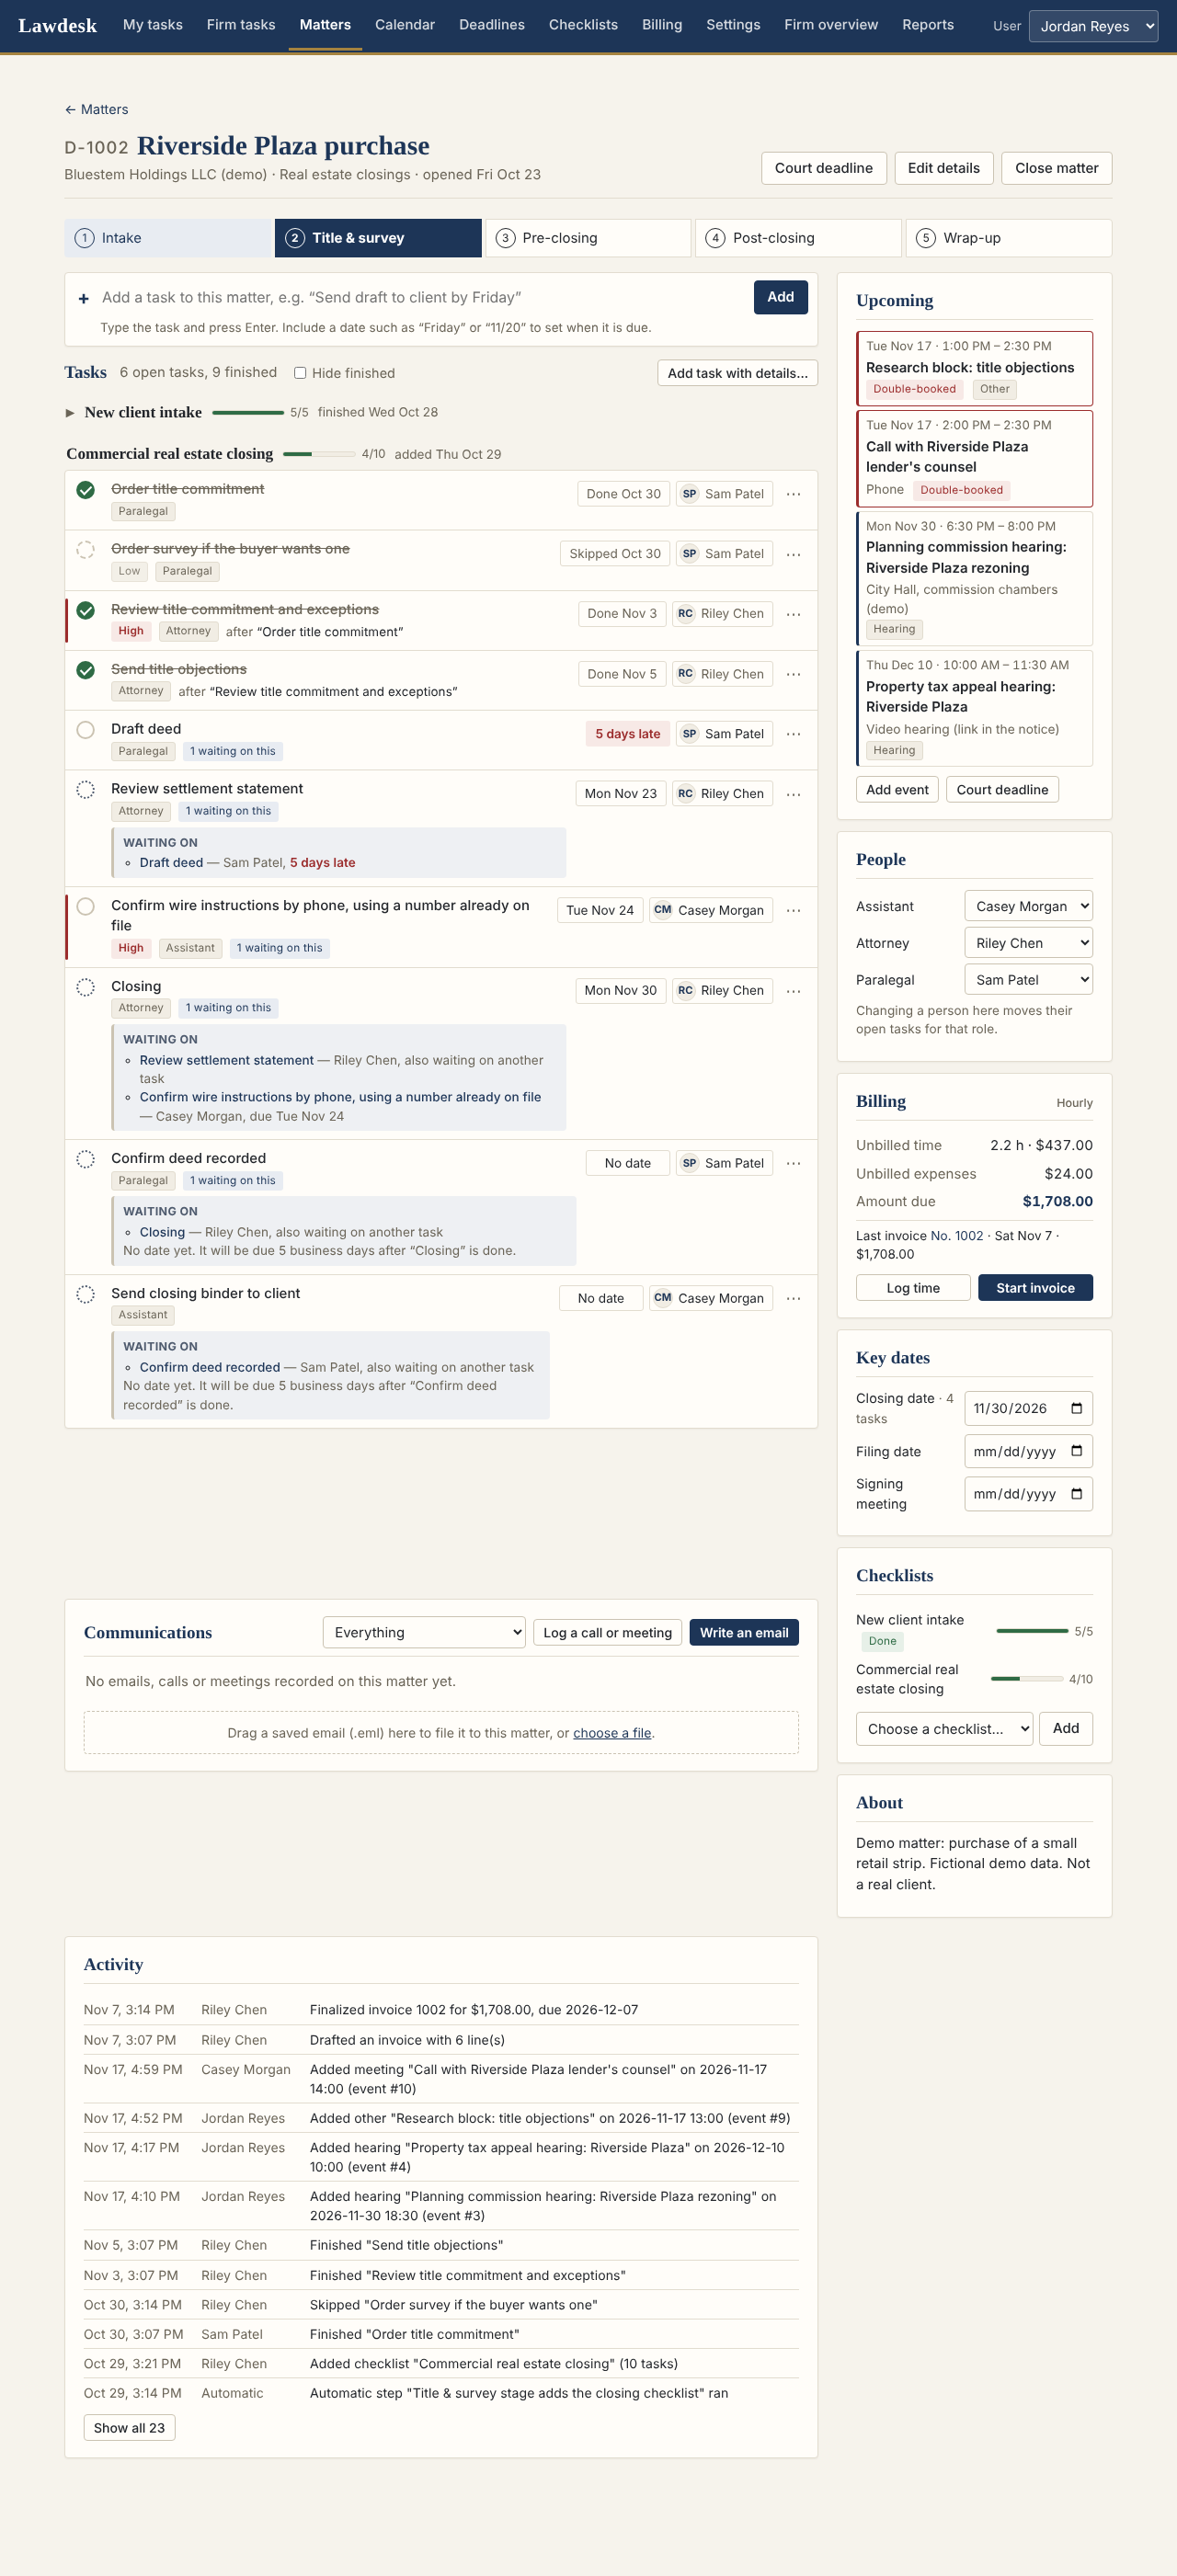 Lawdesk My tasks Firm tasks Matters Calendar Deadlines Checklists Billing Settings Firm overview Reports User Jordan Reyes
← Matters
D-1002 Riverside Plaza purchase
Bluestem Holdings LLC (demo) · Real estate closings · opened Fri Oct 23
Court deadline Edit details Close matter
1 Intake 2 Title & survey 3 Pre-closing 4 Post-closing 5 Wrap-up
+ Add a task to this matter, e.g. “Send draft to client by Friday” Add
Type the task and press Enter. Include a date such as “Friday” or “11/20” to set when it is due.
Tasks 6 open tasks, 9 finished Hide finished Add task with details...
▶ New client intake 5/5 finished Wed Oct 28
Commercial real estate closing 4/10 added Thu Oct 29
Order title commitment Done Oct 30 SP Sam Patel ...
Paralegal
Order survey if the buyer wants one Skipped Oct 30 SP Sam Patel ...
Low Paralegal
Review title commitment and exceptions Done Nov 3 RC Riley Chen ...
High Attorney after “Order title commitment”
Send title objections Done Nov 5 RC Riley Chen ...
Attorney after “Review title commitment and exceptions”
Draft deed 5 days late SP Sam Patel ...
Paralegal 1 waiting on this
Review settlement statement Mon Nov 23 RC Riley Chen ...
Attorney 1 waiting on this
WAITING ON
Draft deed — Sam Patel, 5 days late
Confirm wire instructions by phone, using a number already on Tue Nov 24 CM Casey Morgan ...
file
High Assistant 1 waiting on this
Closing Mon Nov 30 RC Riley Chen ...
Attorney 1 waiting on this
WAITING ON
Review settlement statement — Riley Chen, also waiting on another
task
Confirm wire instructions by phone, using a number already on file
— Casey Morgan, due Tue Nov 24
Confirm deed recorded No date SP Sam Patel ...
Paralegal 1 waiting on this
WAITING ON
Closing — Riley Chen, also waiting on another task
No date yet. It will be due 5 business days after “Closing” is done.
Send closing binder to client No date CM Casey Morgan ...
Assistant
WAITING ON
Confirm deed recorded — Sam Patel, also waiting on another task
No date yet. It will be due 5 business days after “Confirm deed
recorded” is done.
Upcoming
Tue Nov 17 · 1:00 PM – 2:30 PM
Research block: title objections
Double-booked Other
Tue Nov 17 · 2:00 PM – 2:30 PM
Call with Riverside Plaza
lender's counsel
Phone Double-booked
Mon Nov 30 · 6:30 PM – 8:00 PM
Planning commission hearing:
Riverside Plaza rezoning
City Hall, commission chambers
(demo)
Hearing
Thu Dec 10 · 10:00 AM – 11:30 AM
Property tax appeal hearing:
Riverside Plaza
Video hearing (link in the notice)
Hearing
Add event Court deadline
People
Assistant Casey Morgan
Attorney Riley Chen
Paralegal Sam Patel
Changing a person here moves their
open tasks for that role.
Billing Hourly
Unbilled time 2.2 h · $437.00
Unbilled expenses $24.00
Amount due $1,708.00
Last invoice No. 1002 · Sat Nov 7 ·
$1,708.00
Log time Start invoice
Key dates
Closing date · 4
tasks 11/30/2026
Filing date mm/dd/yyyy
Signing
meeting mm/dd/yyyy
Communications Everything Log a call or meeting Write an email
No emails, calls or meetings recorded on this matter yet.
Drag a saved email (.eml) here to file it to this matter, or choose a file.
Checklists
New client intake 5/5
Done
Commercial real
estate closing 4/10
Choose a checklist... Add
About
Demo matter: purchase of a small
retail strip. Fictional demo data. Not
a real client.
Activity
Nov 7, 3:14 PM Riley Chen Finalized invoice 1002 for $1,708.00, due 2026-12-07
Nov 7, 3:07 PM Riley Chen Drafted an invoice with 6 line(s)
Nov 17, 4:59 PM Casey Morgan Added meeting "Call with Riverside Plaza lender's counsel" on 2026-11-17
14:00 (event #10)
Nov 17, 4:52 PM Jordan Reyes Added other "Research block: title objections" on 2026-11-17 13:00 (event #9)
Nov 17, 4:17 PM Jordan Reyes Added hearing "Property tax appeal hearing: Riverside Plaza" on 2026-12-10
10:00 (event #4)
Nov 17, 4:10 PM Jordan Reyes Added hearing "Planning commission hearing: Riverside Plaza rezoning" on
2026-11-30 18:30 (event #3)
Nov 5, 3:07 PM Riley Chen Finished "Send title objections"
Nov 3, 3:07 PM Riley Chen Finished "Review title commitment and exceptions"
Oct 30, 3:14 PM Riley Chen Skipped "Order survey if the buyer wants one"
Oct 30, 3:07 PM Sam Patel Finished "Order title commitment"
Oct 29, 3:21 PM Riley Chen Added checklist "Commercial real estate closing" (10 tasks)
Oct 29, 3:14 PM Automatic Automatic step "Title & survey stage adds the closing checklist" ran
Show all 23